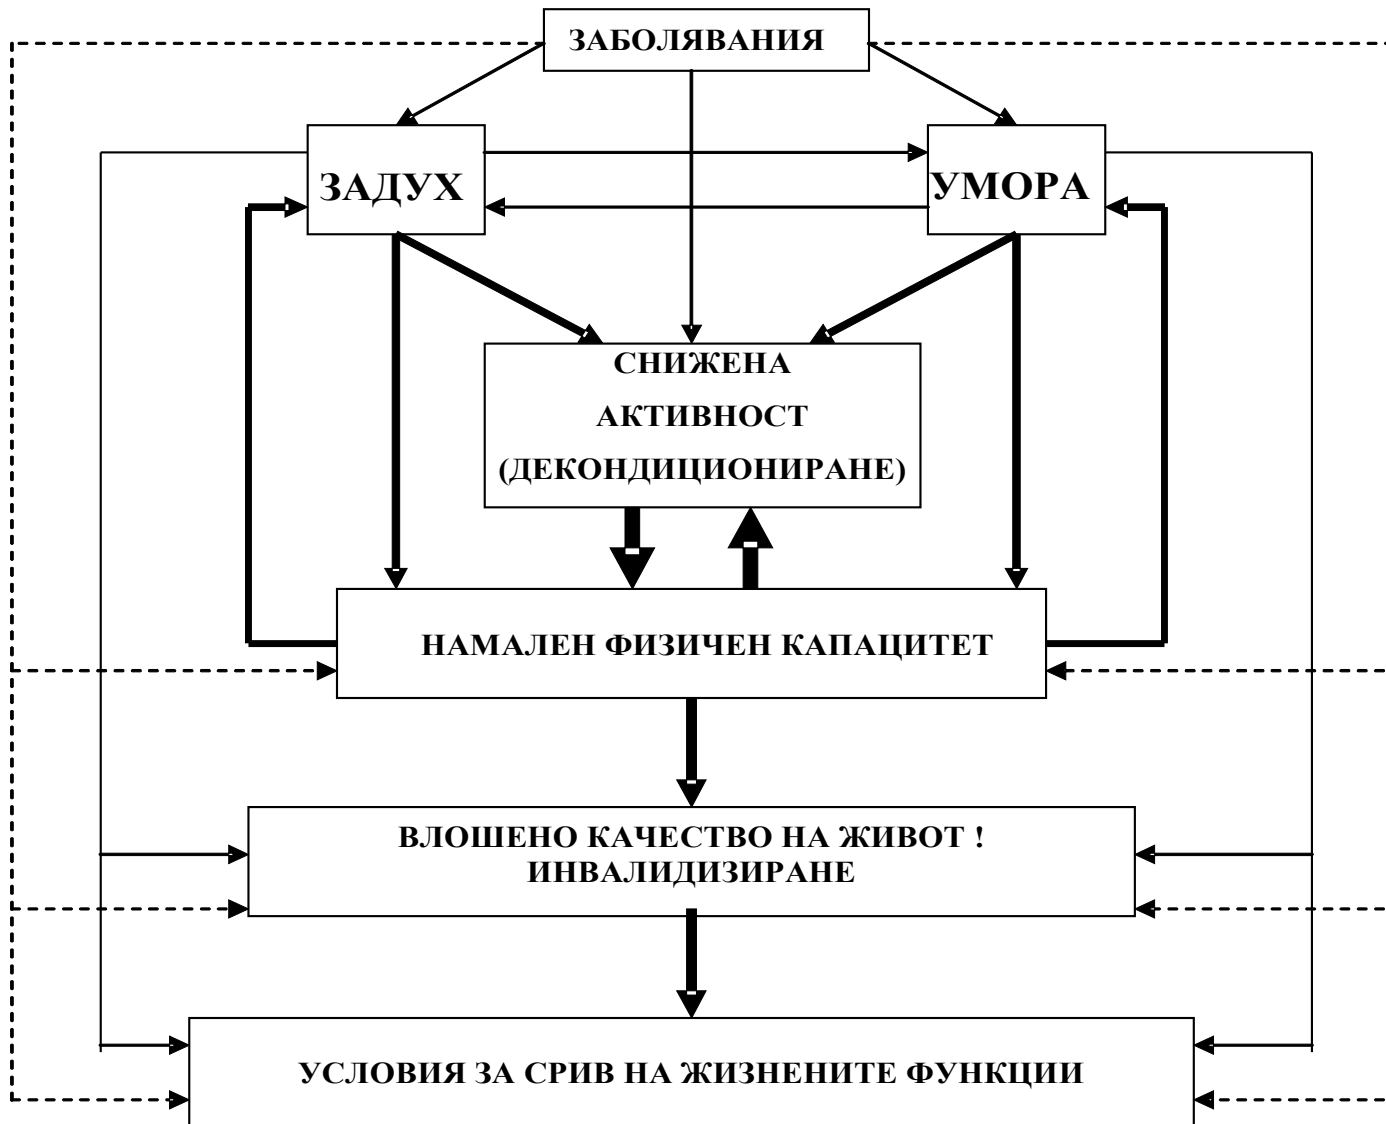 ЗАБОЛЯВАНИЯ
ЗАДУХ
УМОРА
СНИЖЕНА
АКТИВНОСТ
(ДЕКОНДИЦИОНИРАНЕ)
НАМАЛЕН ФИЗИЧЕН КАПАЦИТЕТ
ВЛОШЕНО КАЧЕСТВО НА ЖИВОТ !
ИНВАЛИДИЗИРАНЕ
УСЛОВИЯ ЗА СРИВ НА ЖИЗНЕНИТЕ ФУНКЦИИ